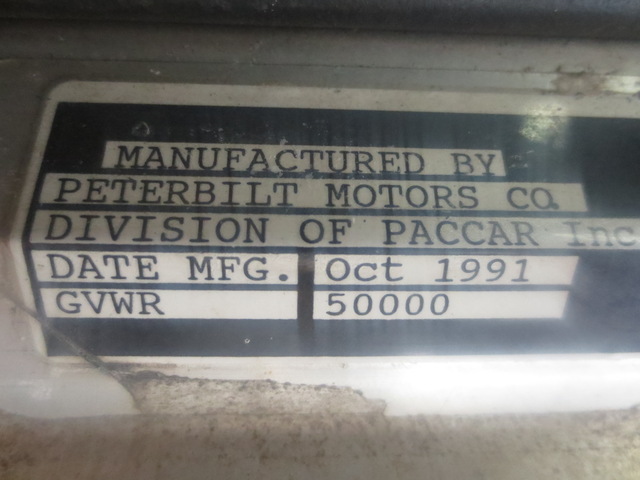 MANUFACTURED BY
PETERBILT MOTORS CO
DIVISION OF PACCAR Inc
DATE MFG. Oct 1991
GVWR 50000